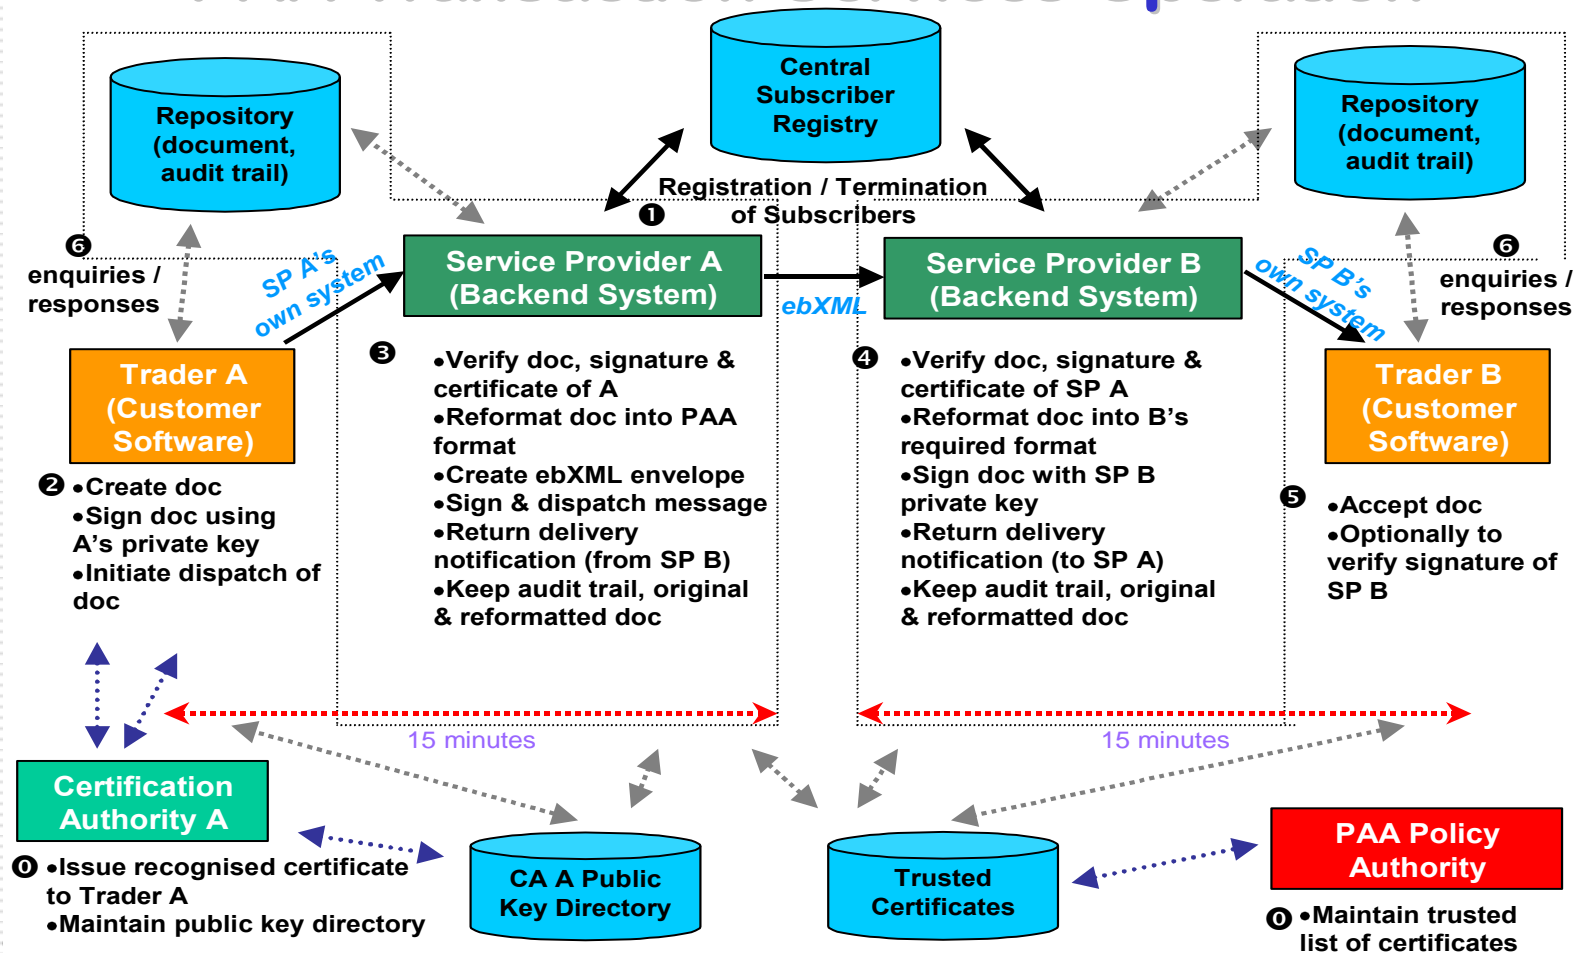 PAA Transaction Services Operation
Central
Subscriber
Registry
Repository
(document,
audit trail)
Repository
(document,
audit trail)
Registration / Termination
of Subscribers
❶
❻
enquiries /
responses
SP A's
own system
Service Provider A
(Backend System)
ebXML
Service Provider B
(Backend System)
SP B's
own system
❻
enquiries /
responses
Trader A
(Customer
Software)
❷ •Create doc
•Sign doc using
A's private key
•Initiate dispatch of
doc
❸ •Verify doc, signature &
certificate of A
•Reformat doc into PAA
format
•Create ebXML envelope
•Sign & dispatch message
•Return delivery
notification (from SP B)
•Keep audit trail, original
& reformatted doc
❹ •Verify doc, signature &
certificate of SP A
•Reformat doc into B's
required format
•Sign doc with SP B
private key
•Return delivery
notification (to SP A)
•Keep audit trail, original
& reformatted doc
Trader B
(Customer
Software)
❺ •Accept doc
•Optionally to
verify signature of
SP B
15 minutes
15 minutes
Certification
Authority A
⓿ •Issue recognised certificate
to Trader A
•Maintain public key directory
CA A Public
Key Directory
Trusted
Certificates
PAA Policy
Authority
⓿ •Maintain trusted
list of certificates